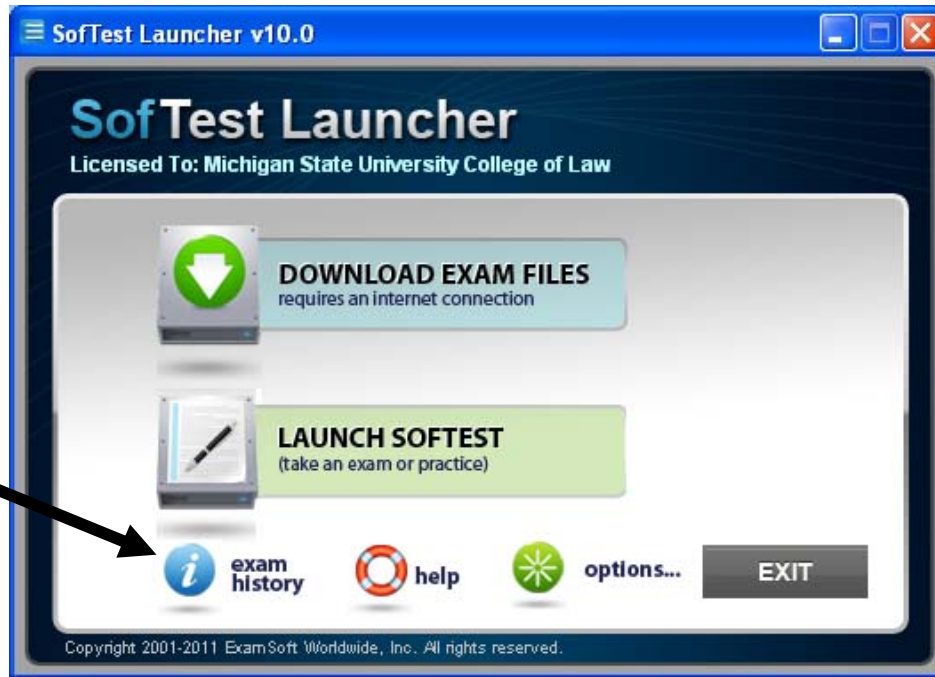 SofTest Launcher v10.0
SofTest Launcher
Licensed To: Michigan State University College of Law
DOWNLOAD EXAM FILES
requires an internet connection
LAUNCH SOFTEST
(take an exam or practice)
exam
history
help
options...
EXIT
Copyright 2001-2011 ExamSoft Worldwide, Inc. All rights reserved.